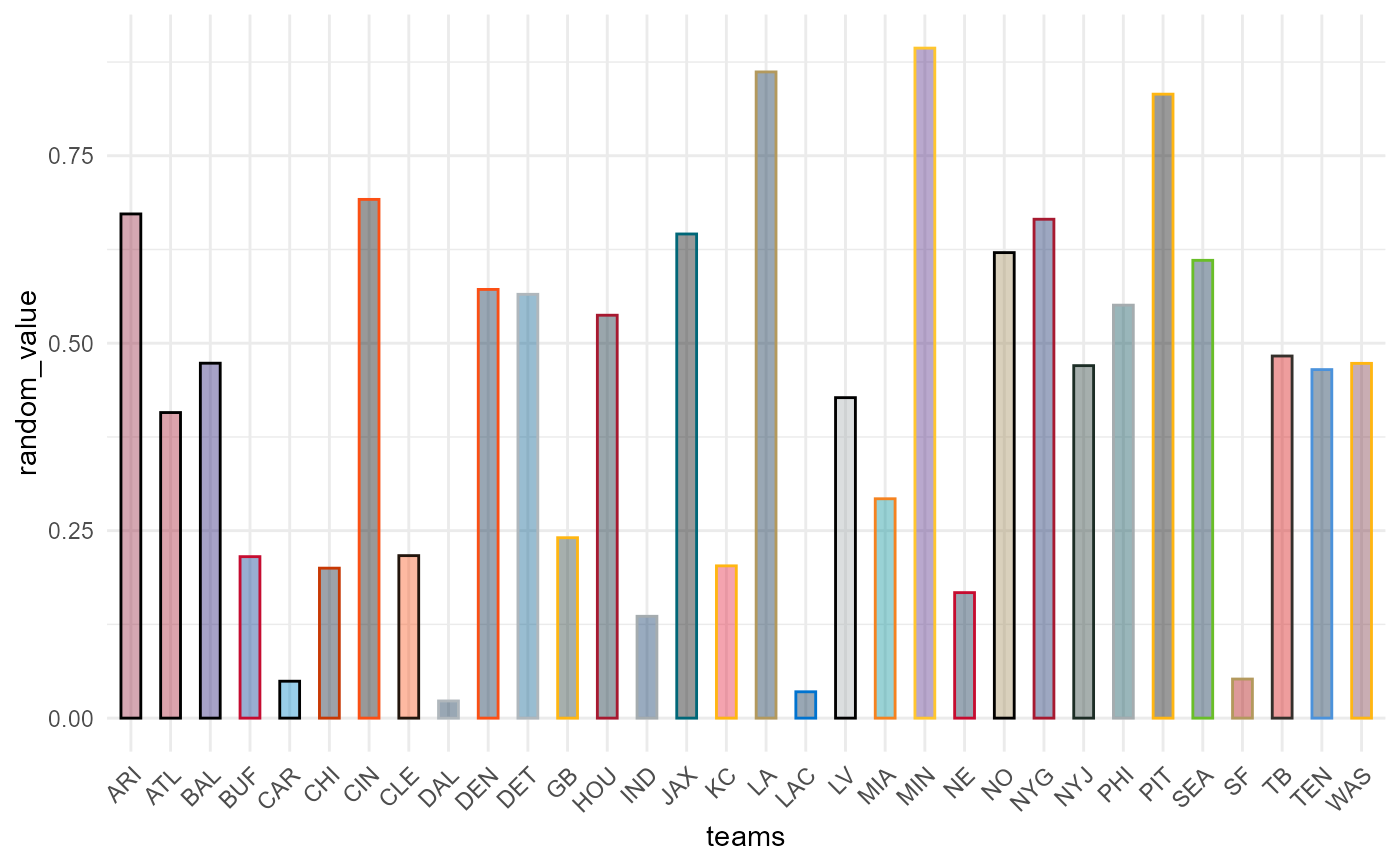 random_value
0.75
0.50
0.25
0.00
ARI ATL BAL BUF CAR CHI CIN CLE DAL DEN DET GB HOU IND JAX KC LA LAC LV MIA MIN NE NO NYG NYJ PHI PIT SEA SF TB TEN WAS
teams